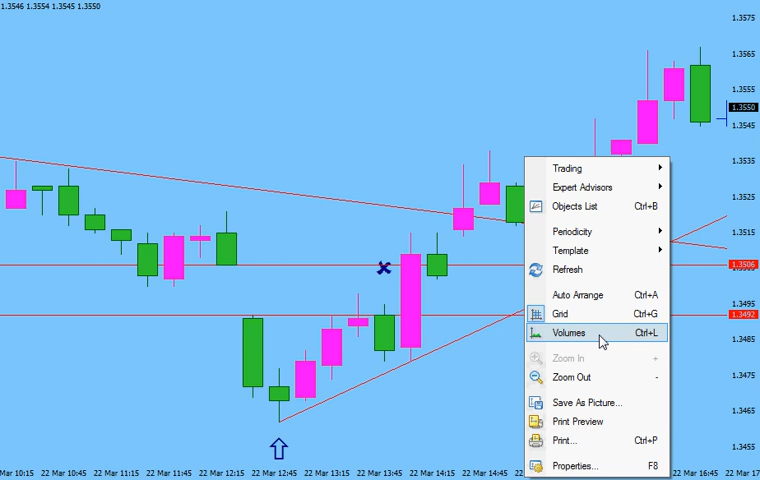 1.3546 1.3554 1.3545 1.3550
1.3575
1.3565
1.3555
1.3550
1.3545
1.3535
1.3525
1.3515
1.3506
1.3492
1.3485
1.3475
1.3465
1.3455
Trading
Expert Advisors
Objects List Ctrl+B
Periodicity
Template
Refresh
Auto Arrange Ctrl+A
Grid Ctrl+G
Volumes Ctrl+L
Zoom In +
Zoom Out -
Save As Picture...
Print Preview
Print... Ctrl+P
Properties... F8
Mar 10:15 22 Mar 10:45 22 Mar 11:15 22 Mar 11:45 22 Mar 12:15 22 Mar 12:45 22 Mar 13:15 22 Mar 13:45 22 Mar 14:15 22 Mar 14:45 22 Mar 16:45 22 Mar 17